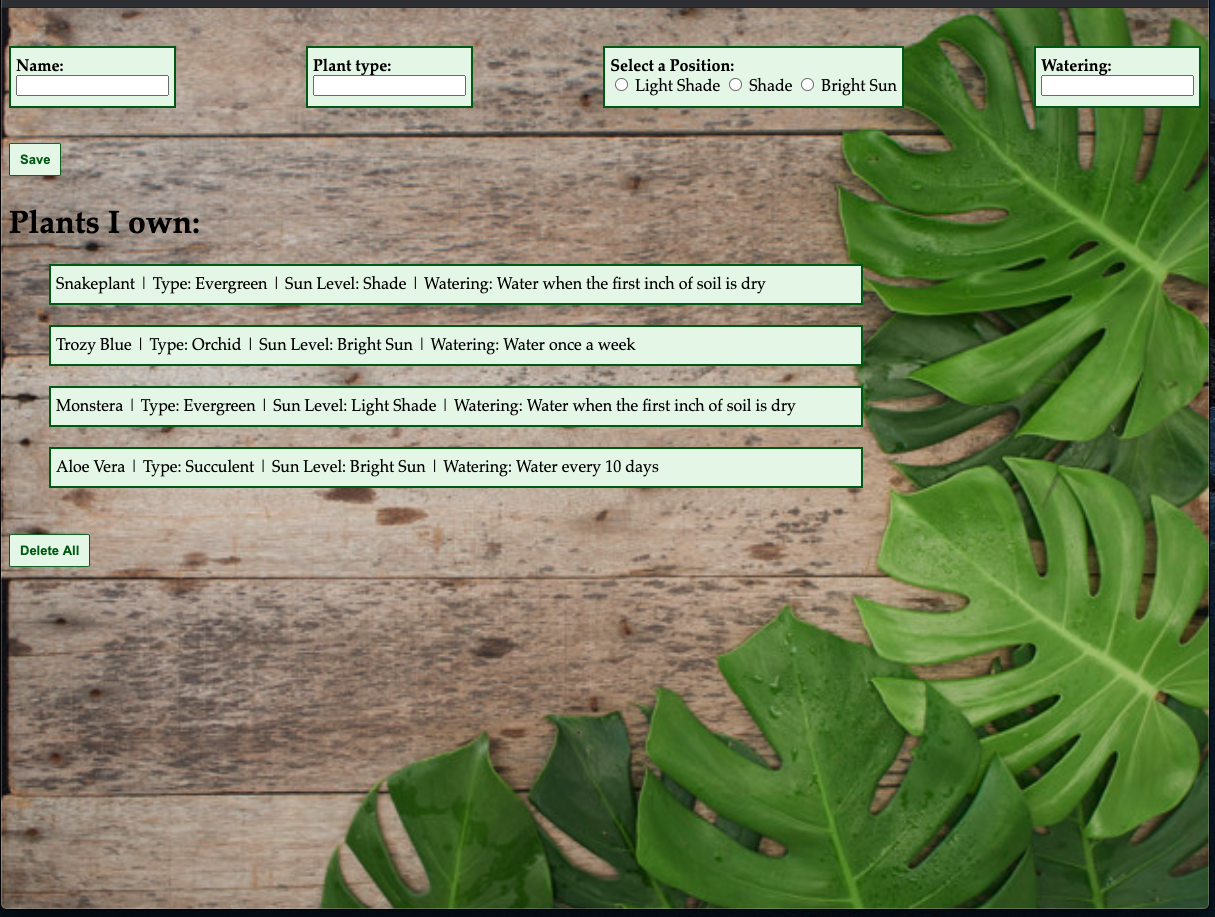 Name: Plant type: Select a Position: Watering:
Light Shade Shade Bright Sun
Save
Plants I own:
Snakeplant | Type: Evergreen | Sun Level: Shade | Watering: Water when the first inch of soil is dry
Trozy Blue | Type: Orchid | Sun Level: Bright Sun | Watering: Water once a week
Monstera | Type: Evergreen | Sun Level: Light Shade | Watering: Water when the first inch of soil is dry
Aloe Vera | Type: Succulent | Sun Level: Bright Sun | Watering: Water every 10 days
Delete All